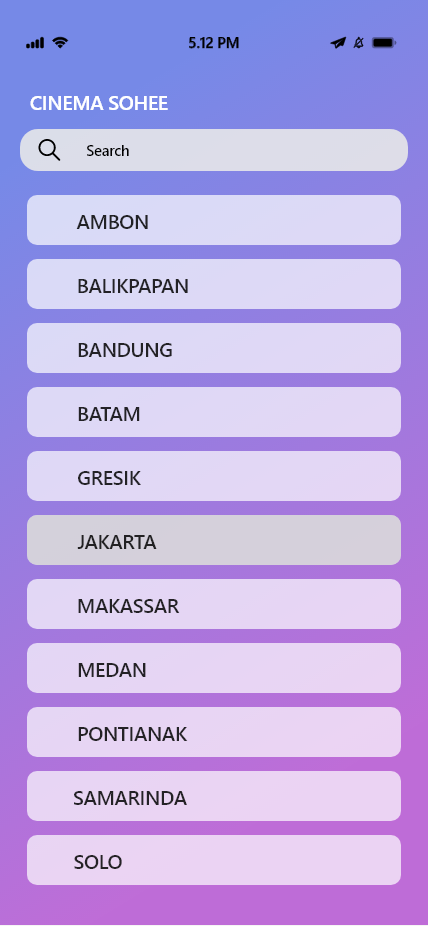 5.12 PM
CINEMA SOHEE
Search
AMBON
BALIKPAPAN
BANDUNG
BATAM
GRESIK
JAKARTA
MAKASSAR
MEDAN
PONTIANAK
SAMARINDA
SOLO